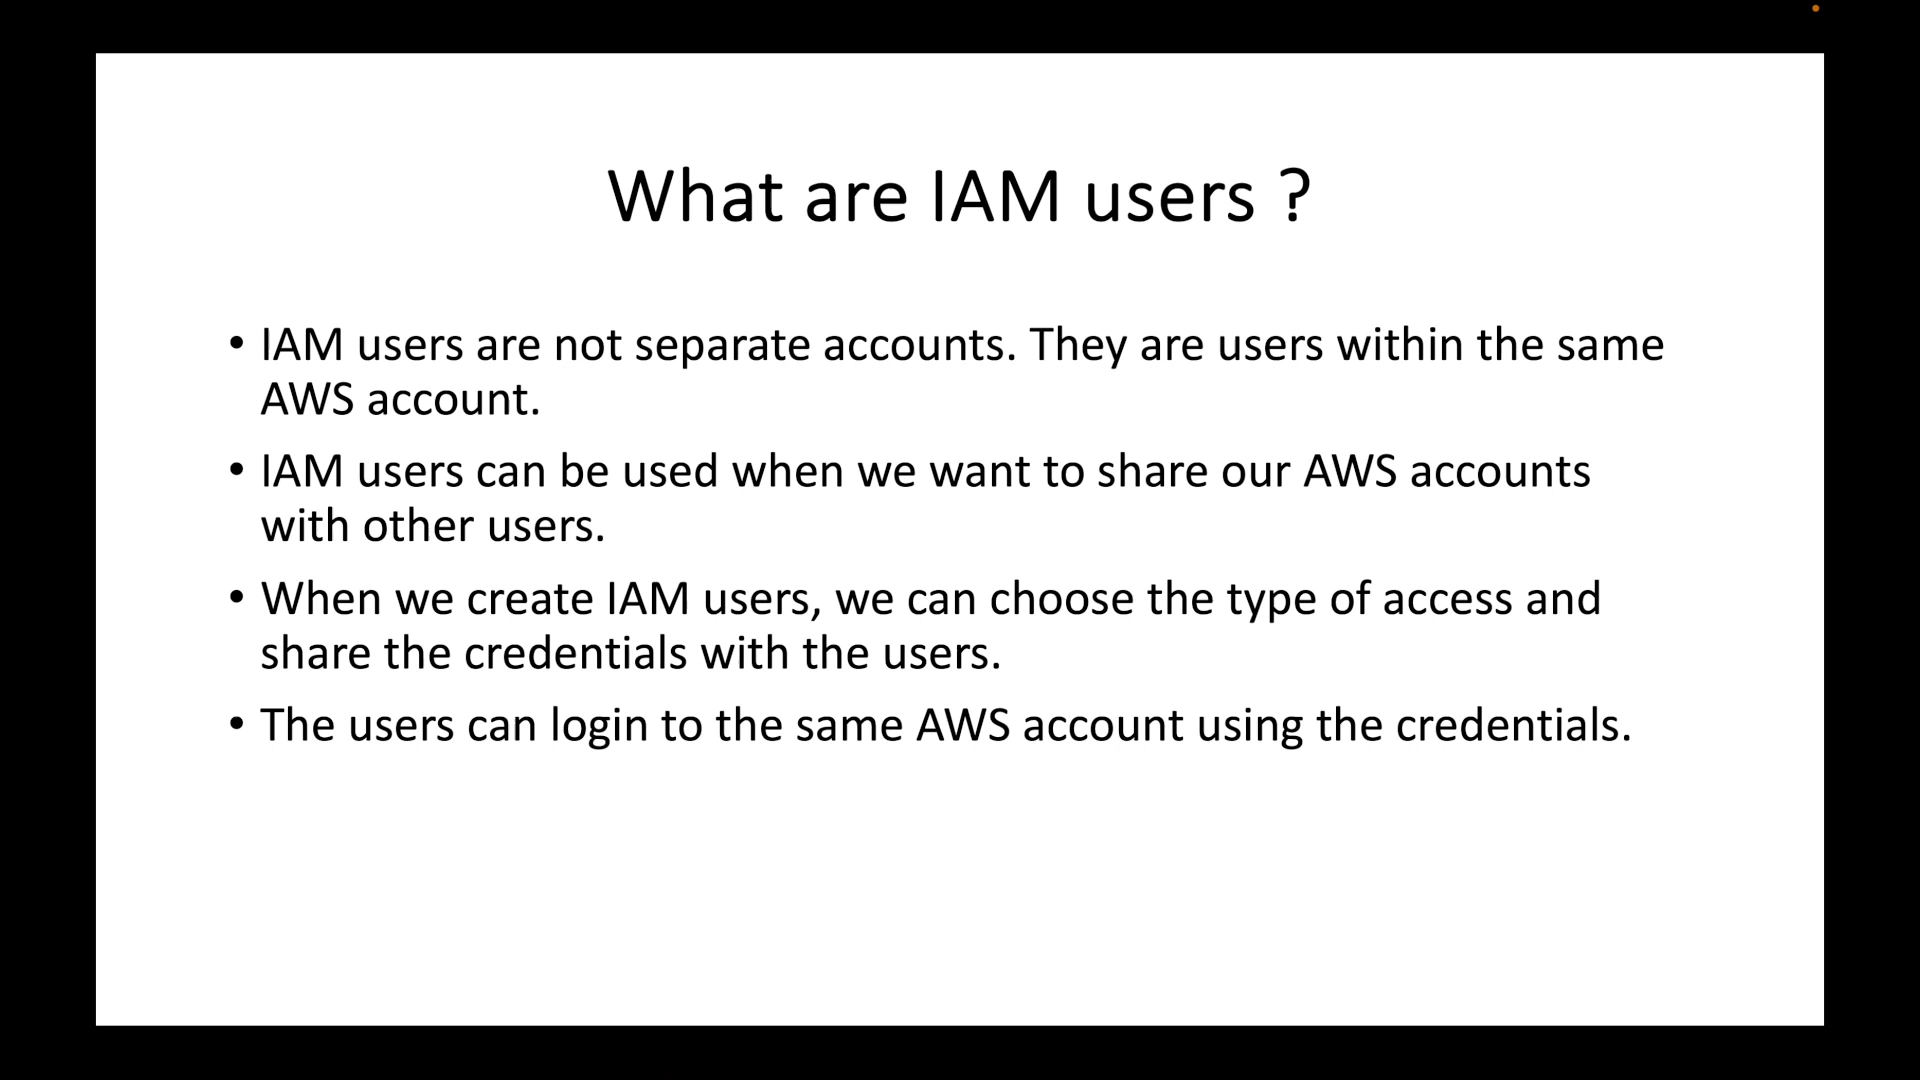 What are IAM users ?
• IAM users are not separate accounts. They are users within the same
AWS account.
• IAM users can be used when we want to share our AWS accounts
with other users.
• When we create IAM users, we can choose the type of access and
share the credentials with the users.
• The users can login to the same AWS account using the credentials.